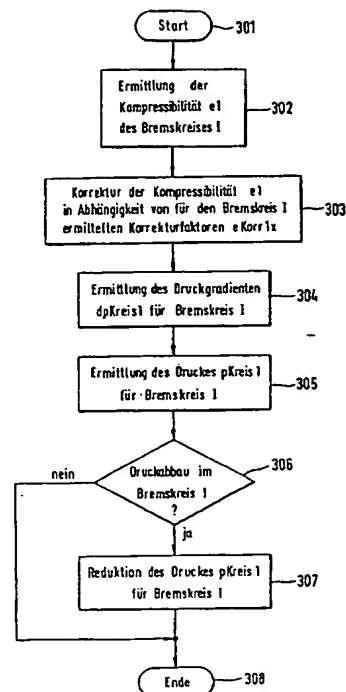 Start
301
Ermittlung der
Kompressibilität e1
des Bremskreises I
302
Korrektur der Kompressibilität e1
in Abhängigkeit von für den Bremskreis I
ermittelten Korrekturfaktoren eKorr1x
303
Ermittlung des Druckgradienten
dpKreis1 für Bremskreis I
304
Ermittlung des Druckes pKreis1
für Bremskreis I
305
Druckabbau im
Bremskreis I
?
306
nein
ja
Reduktion des Druckes pKreis1
für Bremskreis I
307
Ende
308